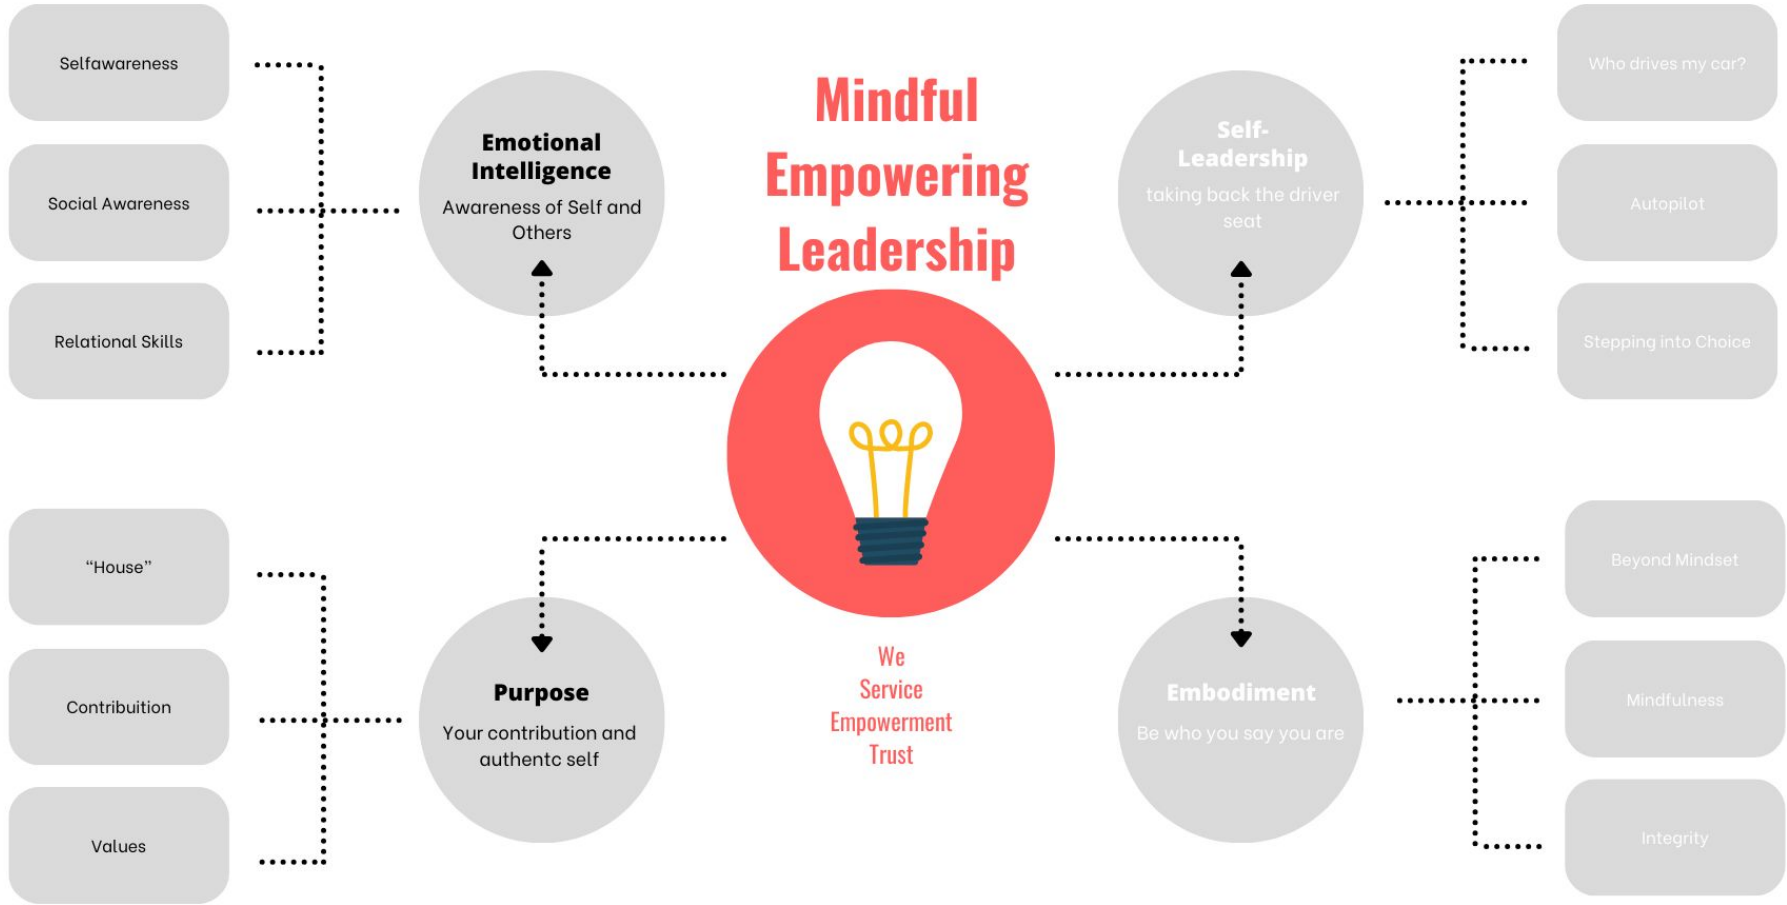 Mindful
Empowering
Leadership
Selfawareness
Social Awareness
Relational Skills
Emotional
Intelligence
Awareness of Self and
Others
Self-
Leadership
taking back the driver
seat
Who drives my car?
Autopilot
Stepping into Choice
“House”
Contribuition
Values
Purpose
Your contribution and
authentc self
We
Service
Empowerment
Trust
Embodiment
Be who you say you are
Beyond Mindset
Mindfulness
Integrity